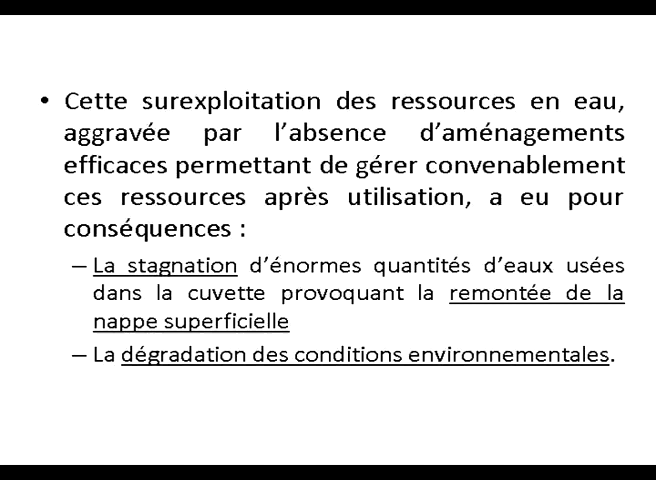 • Cette surexploitation des ressources en eau,
aggravée par l’absence d’aménagements
efficaces permettant de gérer convenablement
ces ressources après utilisation, a eu pour
conséquences :
– La stagnation d’énormes quantités d’eaux usées
dans la cuvette provoquant la remontée de la
nappe superficielle
– La dégradation des conditions environnementales.